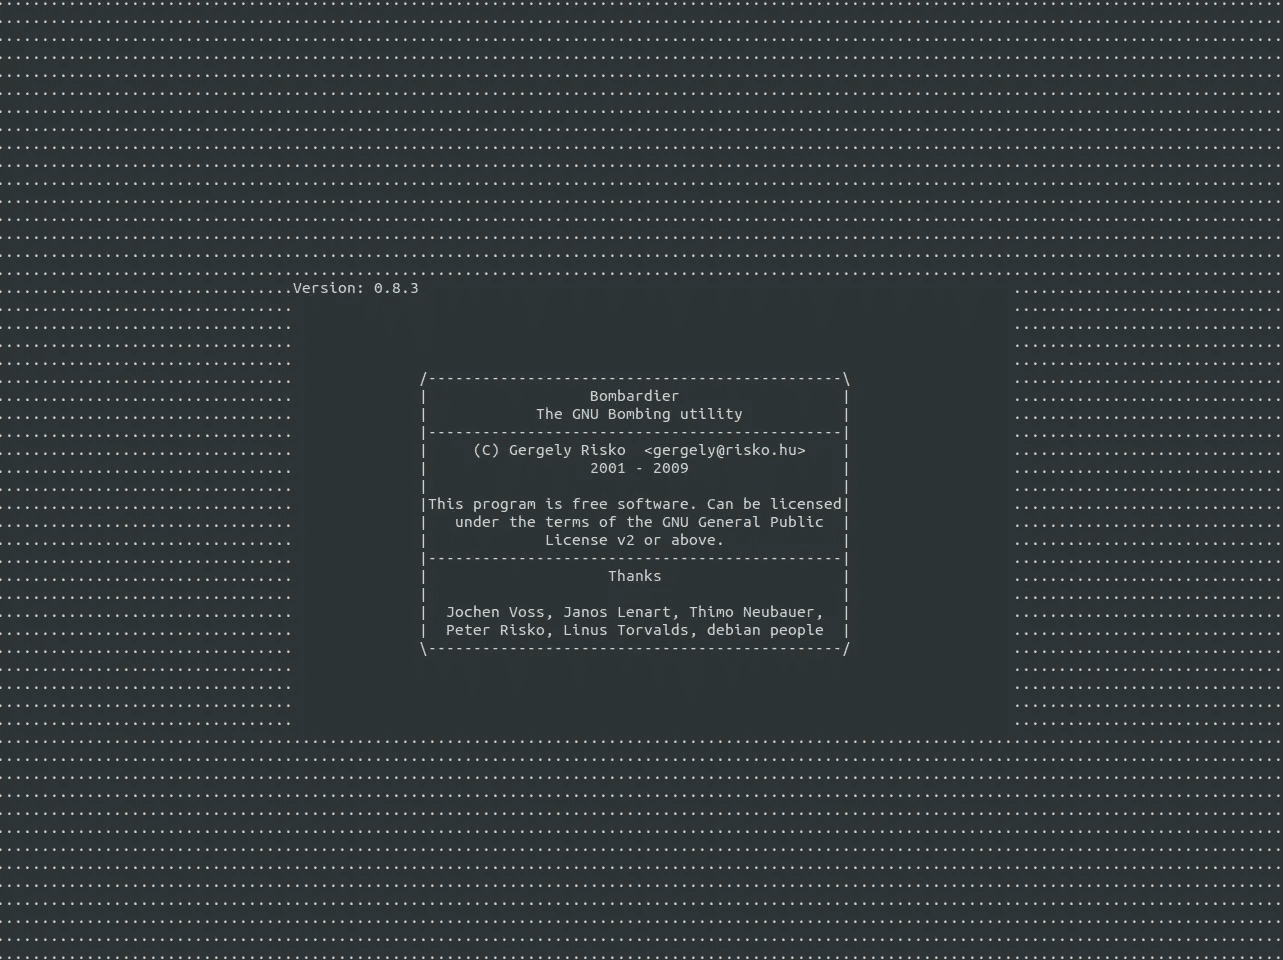 Version: 0.8.3
Bombardier
The GNU Bombing utility
(C) Gergely Risko  <gergely@risko.hu>
2001 - 2009
This program is free software. Can be licensed
under the terms of the GNU General Public
License v2 or above.
Thanks
Jochen Voss, Janos Lenart, Thimo Neubauer,
Peter Risko, Linus Torvalds, debian people